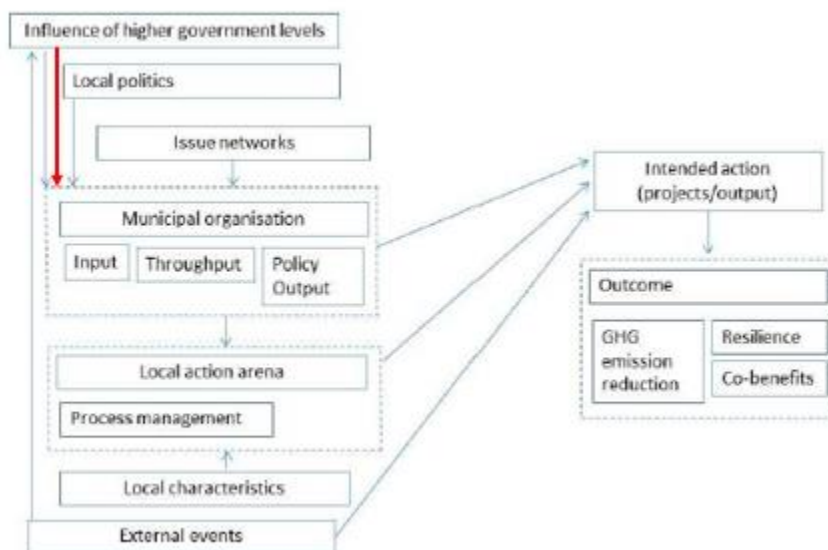 Influence of higher government levels
Local politics
Issue networks
Municipal organisation
Input
Throughput
Policy
Output
Local action arena
Process management
Local characteristics
External events
Intended action
(projects/output)
Outcome
GHG
emission
reduction
Resilience
Co-benefits